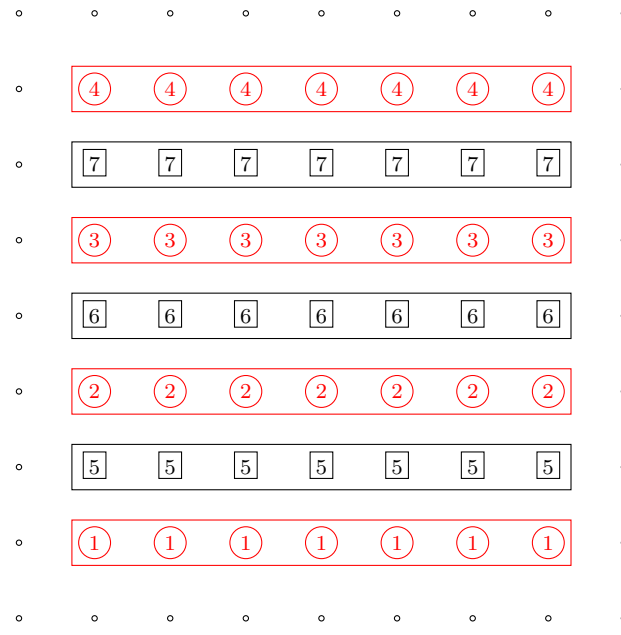 4 4 4 4 4 4 4
7 7 7 7 7 7 7
3 3 3 3 3 3 3
6 6 6 6 6 6 6
2 2 2 2 2 2 2
5 5 5 5 5 5 5
1 1 1 1 1 1 1